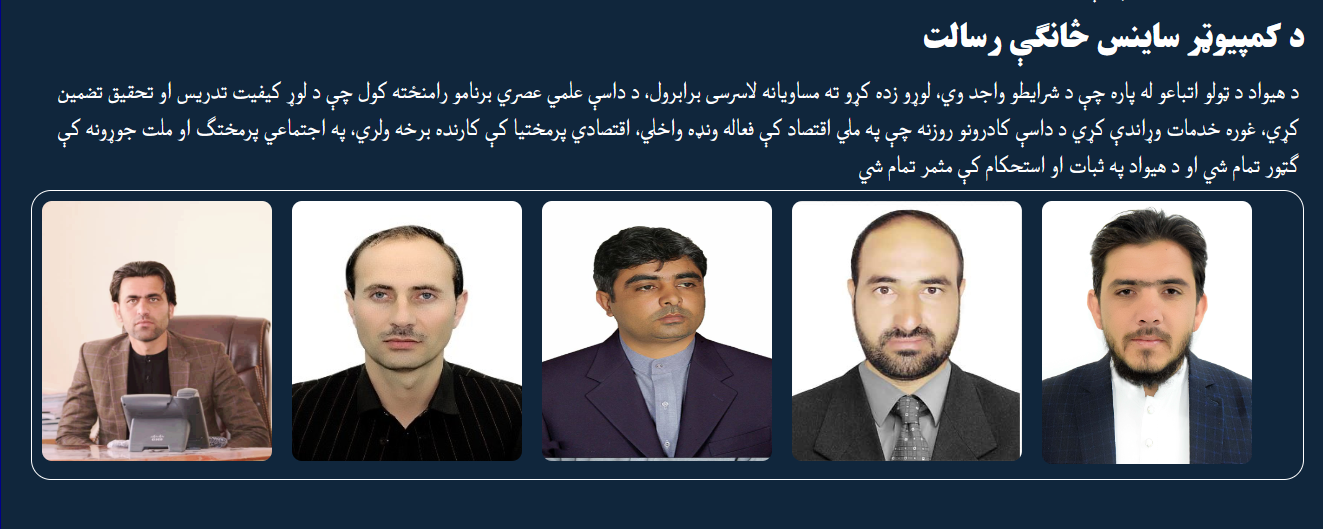 د کمپیوټر ساینس څانګې رسالت
د هیواد د ټولو اتباعو له پاره چې د شرایطو واجد وي، لوړو زده کړو ته مساویانه لاسرسی برابرول، د داسې علمي عصري برنامو رامنځته کول چې د لوړ کیفیت تدریس او تحقیق تضمین
کړي، غوره خدمات وړاندې کړي د داسې کادرونو روزنه چې په ملي اقتصاد کې فعاله ونډه واخلي، اقتصادي پرمختیا کې کارنده برخه ولري، په اجتماعي پرمختګ او ملت جوړونه کې
ګټور تمام شي او د هیواد په ثبات او استحکام کې مثمر تمام شي